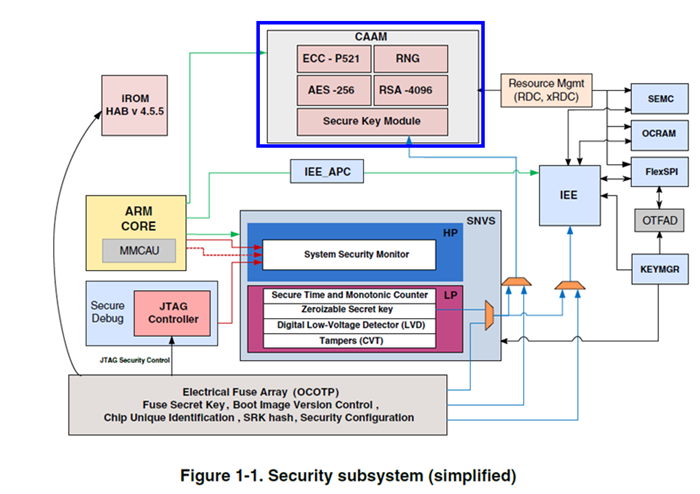 CAAM
ECC - P521
RNG
AES -256
RSA -4096
Secure Key Module
Resource Mgmt
(RDC, xRDC)
SEMC
OCRAM
FlexSPI
OTFAD
KEYMGR
IROM
HAB v 4.5.5
IEE_APC
IEE
ARM
CORE
MMCAU
SNVS
HP
System Security Monitor
LP
Secure Time and Monotonic Counter
Zeroizable Secret key
Digital Low-Voltage Detector (LVD)
Tampers (CVT)
Secure
Debug
JTAG
Controller
JTAG Security Control
Electrical Fuse Array (OCOTP)
Fuse Secret Key, Boot Image Version Control ,
Chip Unique Identification , SRK hash, Security Configuration
Figure 1-1. Security subsystem (simplified)